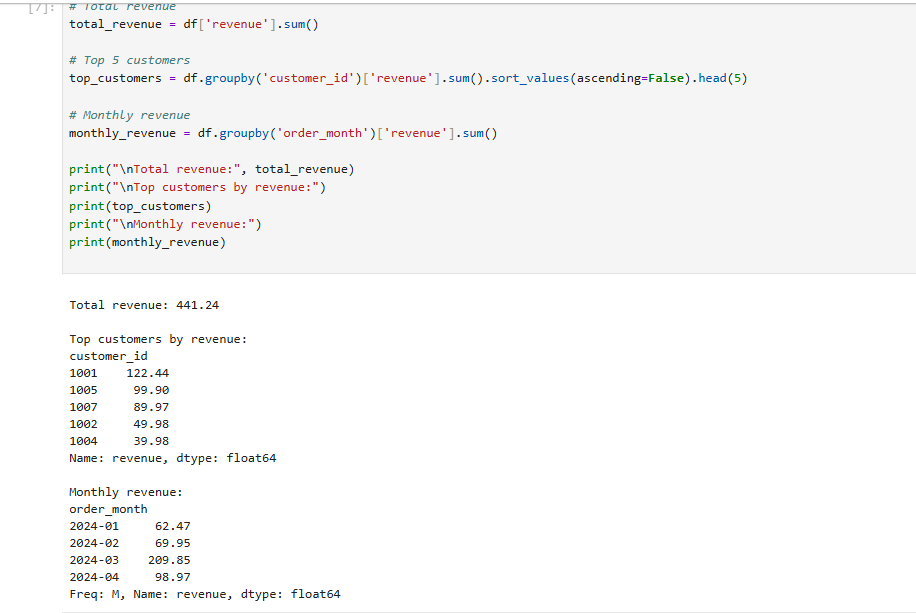 [7]: # Total revenue
total_revenue = df['revenue'].sum()
# Top 5 customers
top_customers = df.groupby('customer_id')['revenue'].sum().sort_values(ascending=False).head(5)
# Monthly revenue
monthly_revenue = df.groupby('order_month')['revenue'].sum()
print("\nTotal revenue:", total_revenue)
print("\nTop customers by revenue:")
print(top_customers)
print("\nMonthly revenue:")
print(monthly_revenue)
Total revenue: 441.24
Top customers by revenue:
customer_id
1001    122.44
1005     99.90
1007     89.97
1002     49.98
1004     39.98
Name: revenue, dtype: float64
Monthly revenue:
order_month
2024-01     62.47
2024-02     69.95
2024-03    209.85
2024-04     98.97
Freq: M, Name: revenue, dtype: float64